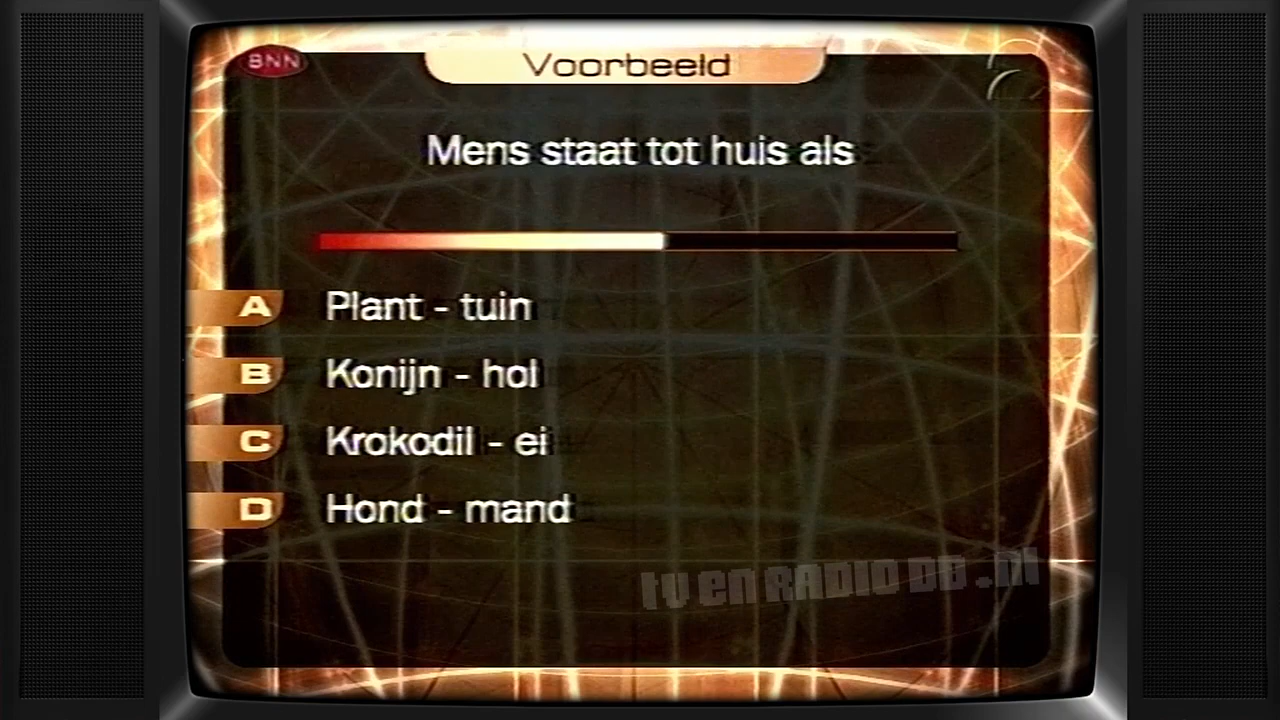 BNN
Voorbeeld
Mens staat tot huis als
A Plant - tuin
B Konijn - hol
C Krokodil - ei
D Hond - mand
tv en RADIO DB .nl